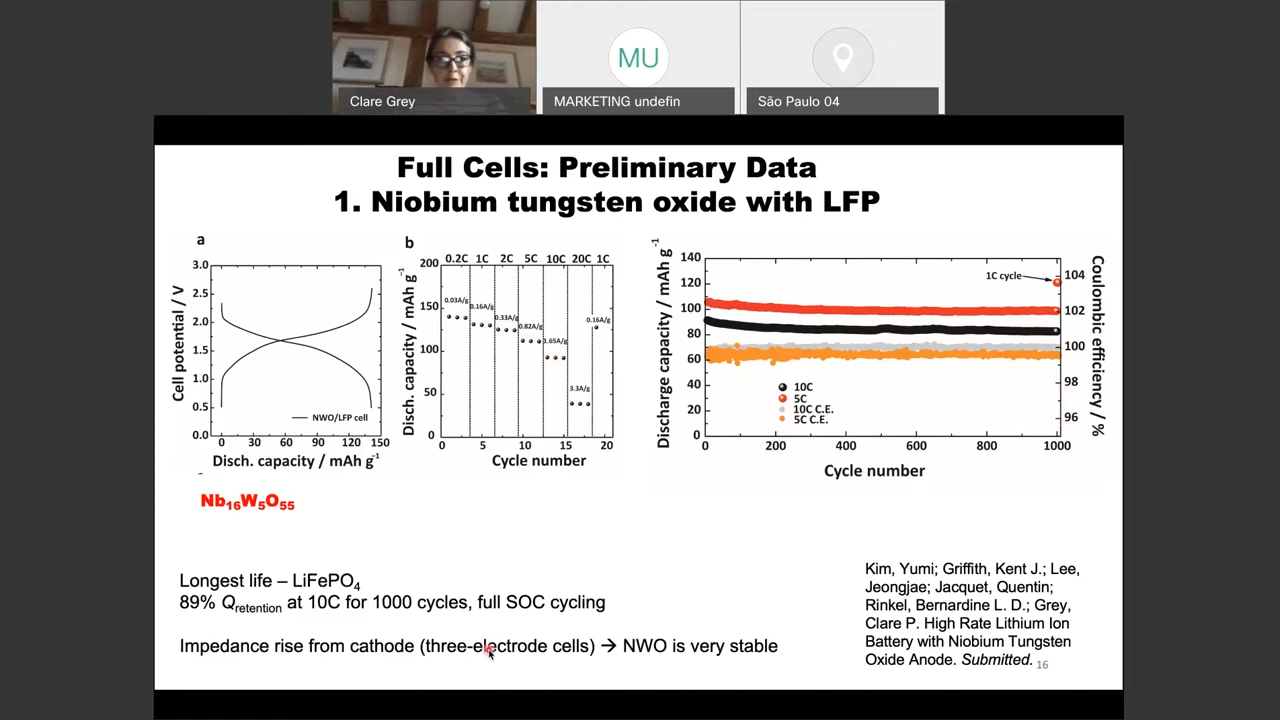 Clare Grey
MU
MARKETING undefin
São Paulo 04
Full Cells: Preliminary Data
1. Niobium tungsten oxide with LFP
a
3.0
2.5
2.0
1.5
1.0
0.5
0.0
Cell potential / V
NWO/LFP cell
0 30 60 90 120 150
Disch. capacity / mAh g-1
b
0.2C 1C 2C 5C 10C 20C 1C
200
150
100
50
0
Disch. capacity / mAh g-1
0.03A/g
0.16A/g
0.33A/g
0.82A/g
1.65A/g
3.3A/g
0.16A/g
0 5 10 15 20
Cycle number
140
120
100
80
60
40
20
0
Discharge capacity / mAh g-1
1C cycle
104
102
100
98
96
Coulombic efficiency / %
10C
5C
10C C.E.
5C C.E.
0 200 400 600 800 1000
Cycle number
Nb16W5O55
Longest life – LiFePO4
89% Qretention at 10C for 1000 cycles, full SOC cycling
Impedance rise from cathode (three-electrode cells) → NWO is very stable
Kim, Yumi; Griffith, Kent J.; Lee,
Jeongjae; Jacquet, Quentin;
Rinkel, Bernardine L. D.; Grey,
Clare P. High Rate Lithium Ion
Battery with Niobium Tungsten
Oxide Anode. Submitted. 16